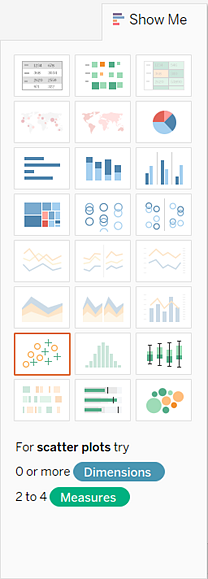 Show Me
For scatter plots try
0 or more Dimensions
2 to 4 Measures